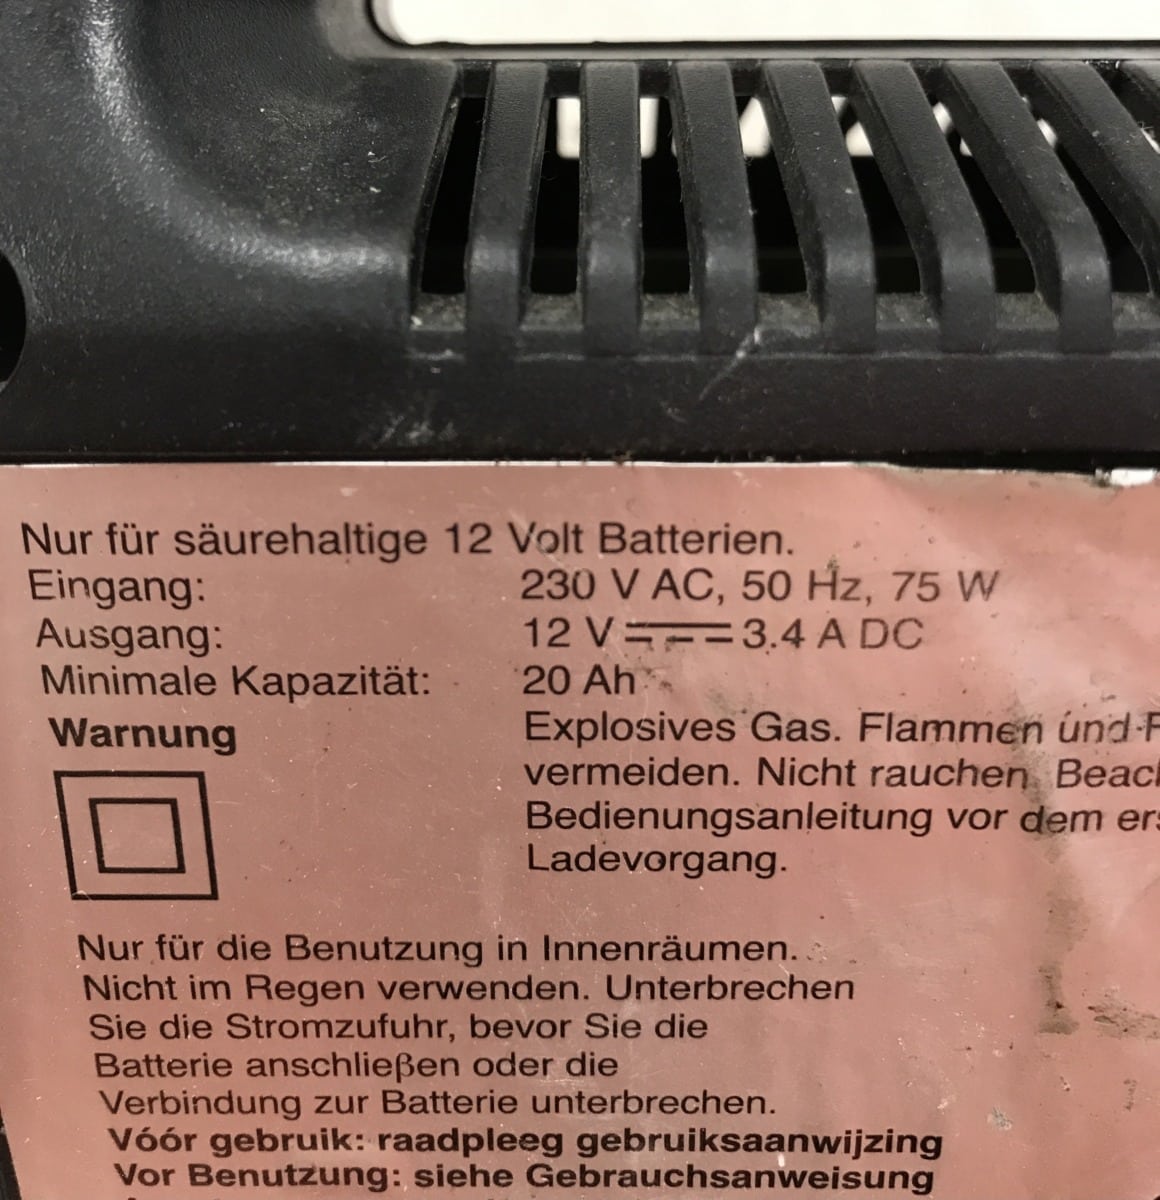 Nur für säurehaltige 12 Volt Batterien.
Eingang: 230 V AC, 50 Hz, 75 W
Ausgang: 12 V ⎓ 3.4 A DC
Minimale Kapazität: 20 Ah
Warnung Explosives Gas. Flammen und
vermeiden. Nicht rauchen.
Bedienungsanleitung vor dem
Ladevorgang.
Nur für die Benutzung in Innenräumen.
Nicht im Regen verwenden. Unterbrechen
Sie die Stromzufuhr, bevor Sie die
Batterie anschließen oder die
Verbindung zur Batterie unterbrechen.
Vóór gebruik: raadpleeg gebruiksaanwijzing
Vor Benutzung: siehe Gebrauchsanweisung